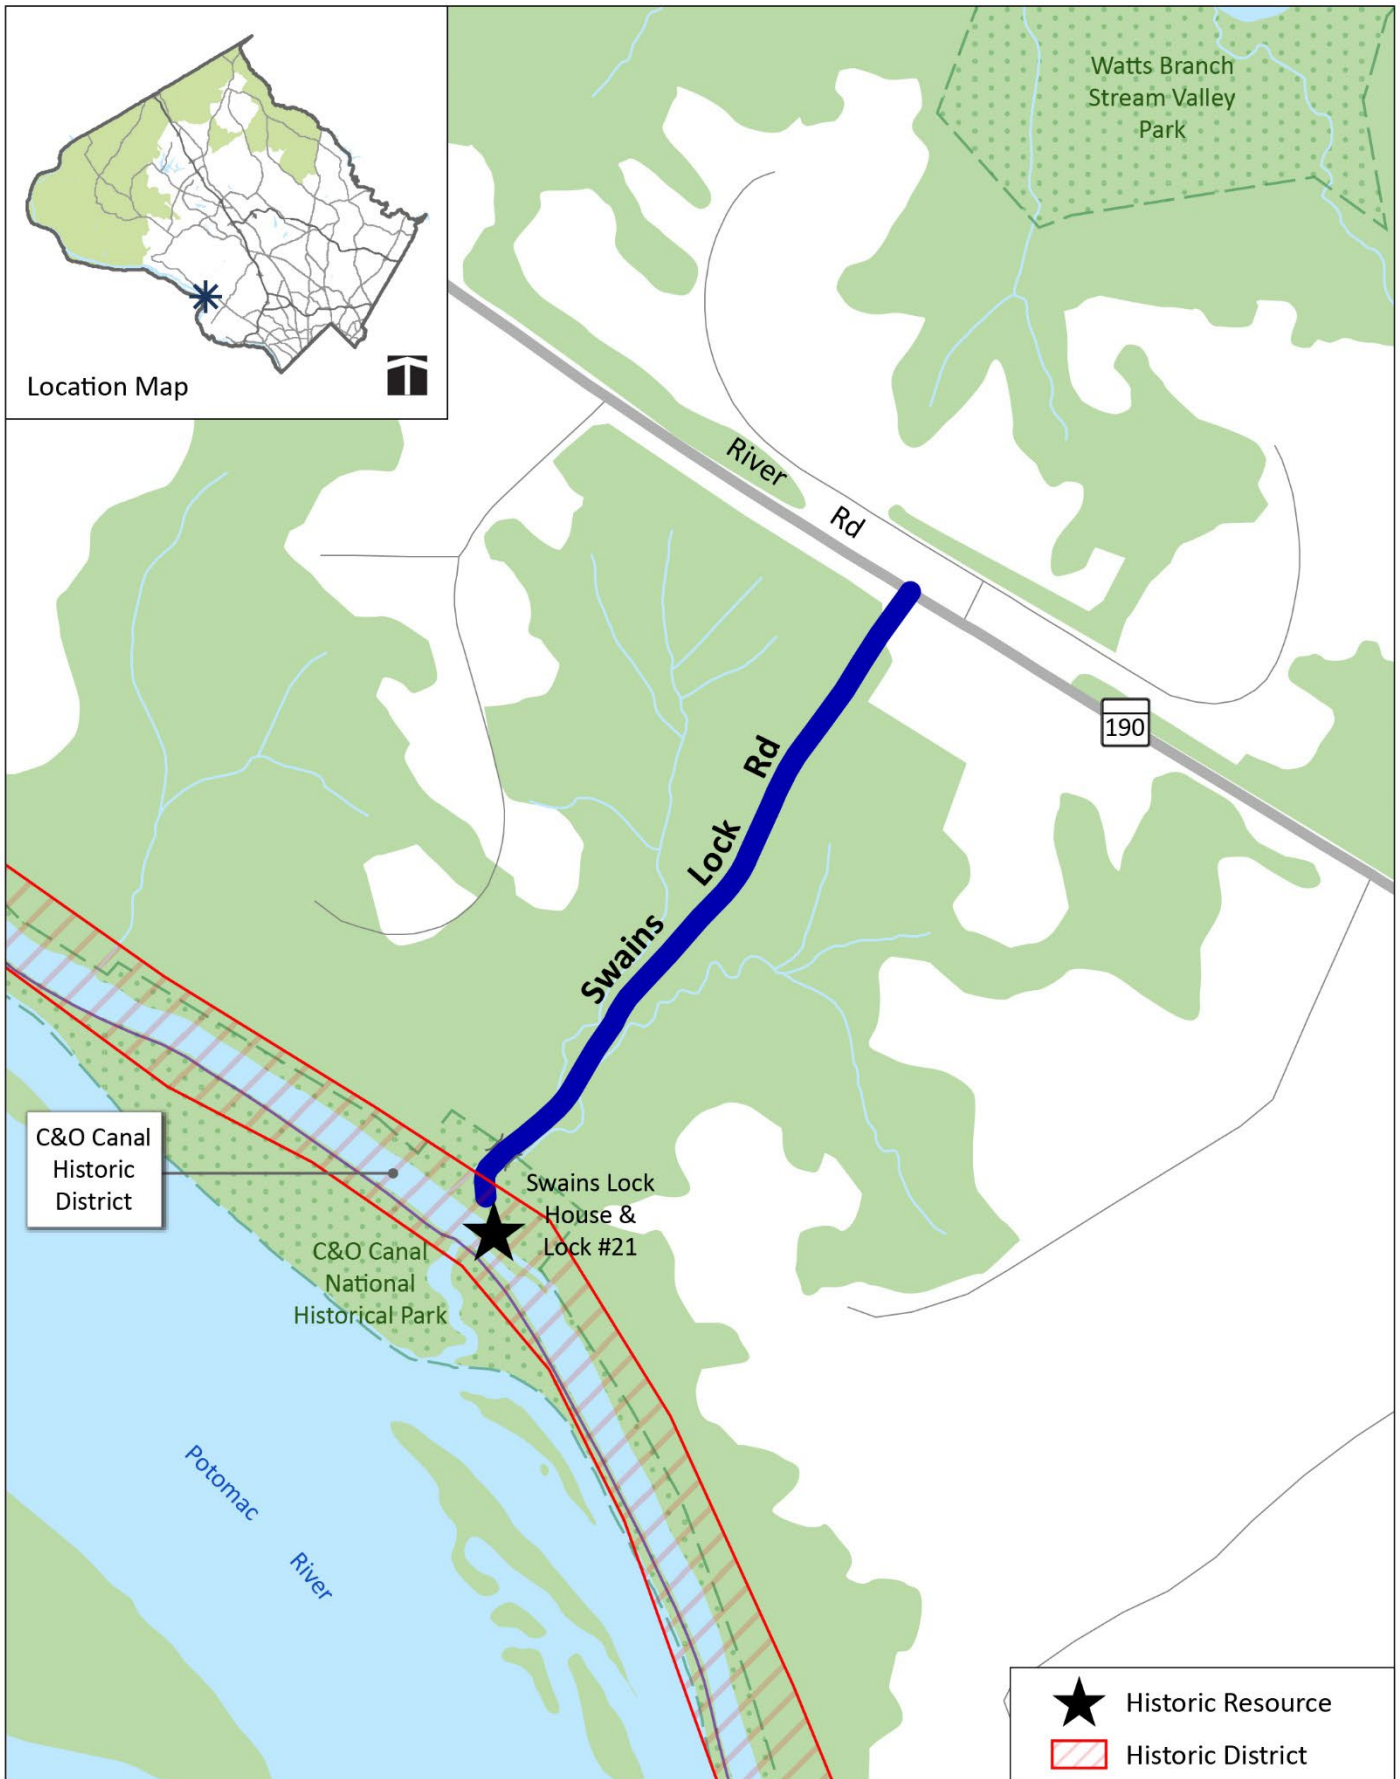 Location Map
Watts Branch
Stream Valley
Park
River
Rd
190
Swains Lock Rd
C&O Canal
Historic
District
Swains Lock
House &
Lock #21
C&O Canal
National
Historical Park
Potomac
River
Historic Resource
Historic District